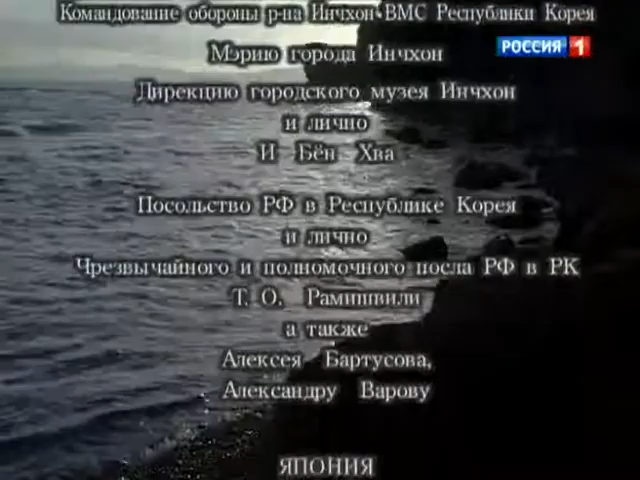 Командование обороны р-на Инчхон ВМС Республики Корея
Мэрию города Инчхон
РОССИЯ 1
Дирекцию городского музея Инчхон
и лично
И Бён Хва
Посольство РФ в Республике Корея
и лично
Чрезвычайного и полномочного посла РФ в РК
Т. О. Рамишвили
а также
Алексея Бартусова,
Александру Варову
ЯПОНИЯ